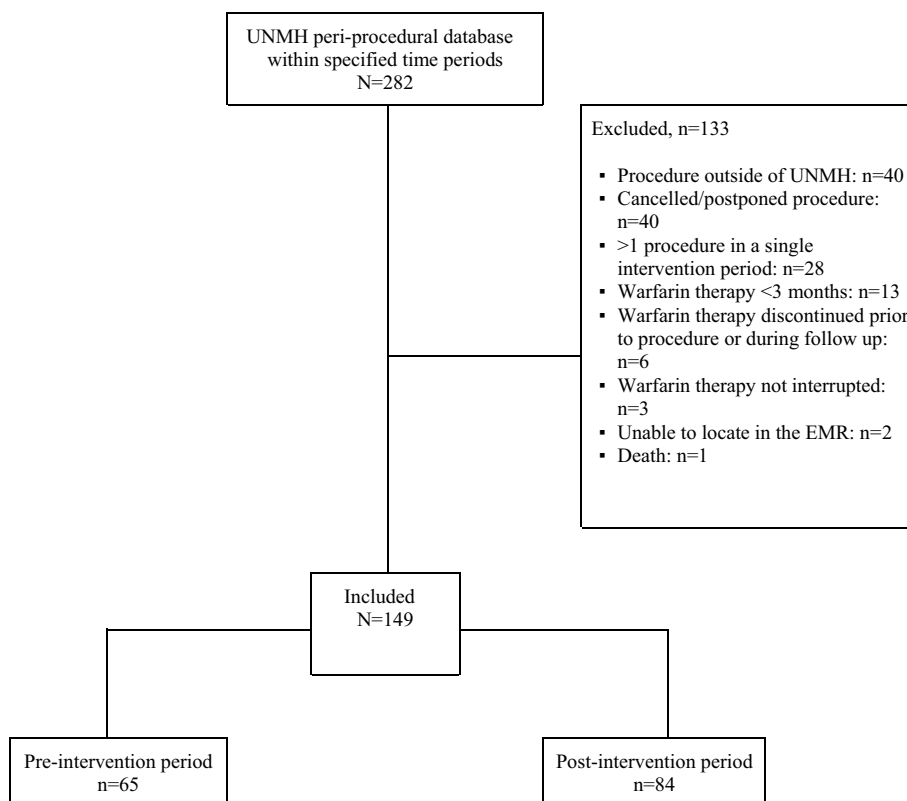 UNMH peri-procedural database
within specified time periods
N=282
Excluded, n=133
▪ Procedure outside of UNMH: n=40
▪ Cancelled/postponed procedure:
n=40
▪ >1 procedure in a single
intervention period: n=28
▪ Warfarin therapy <3 months: n=13
▪ Warfarin therapy discontinued prior
to procedure or during follow up:
n=6
▪ Warfarin therapy not interrupted:
n=3
▪ Unable to locate in the EMR: n=2
▪ Death: n=1
Included
N=149
Pre-intervention period
n=65
Post-intervention period
n=84